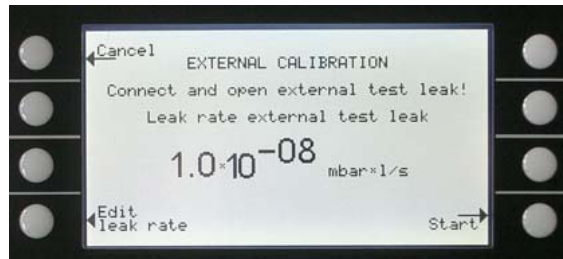 Cancel
EXTERNAL CALIBRATION
Connect and open external test leak!
Leak rate external test leak
1.0×10⁻⁰⁸ mbar×l/s
Edit
leak rate
Start